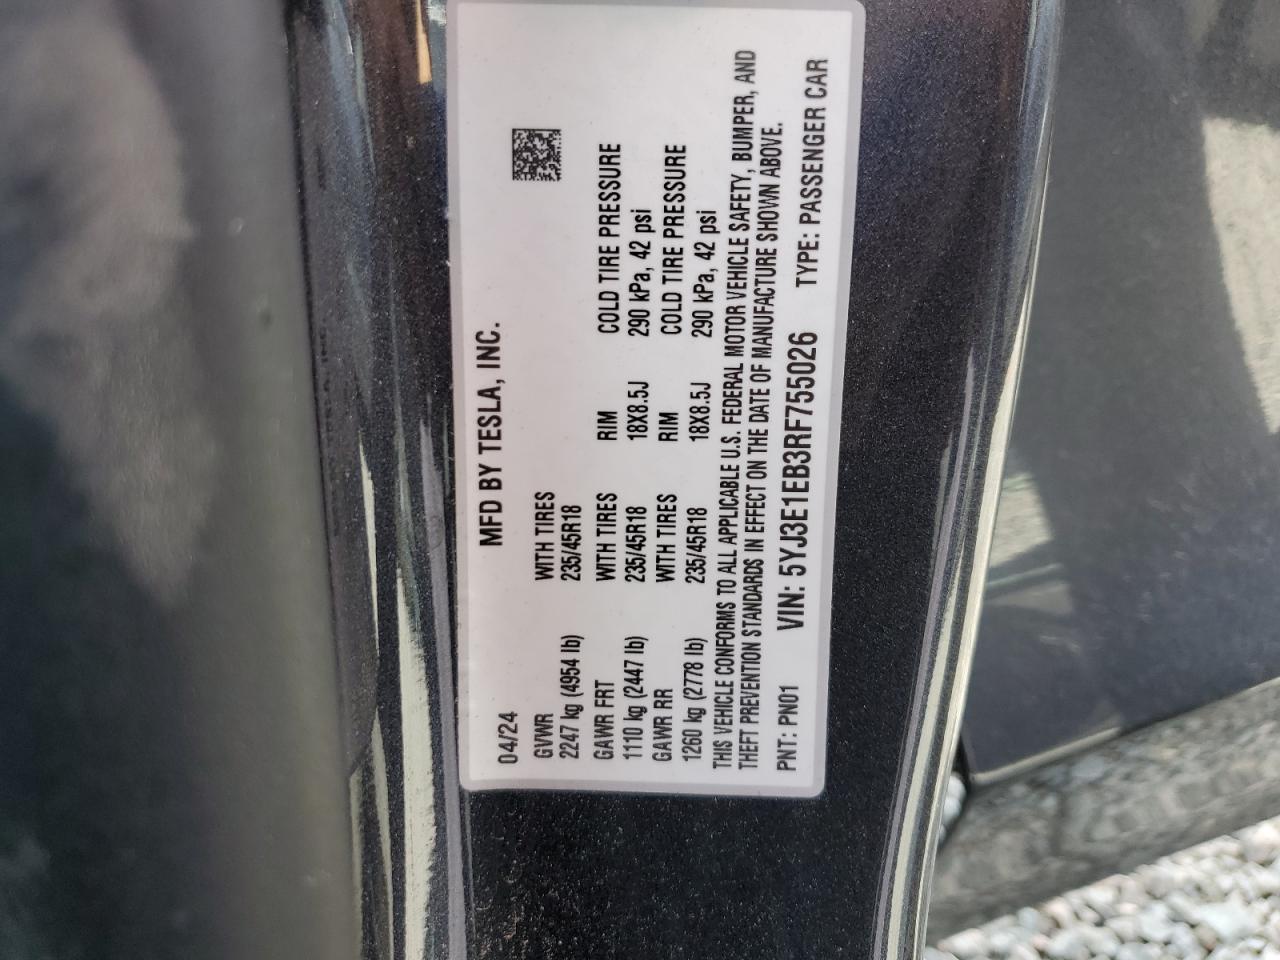 MFD BY TESLA, INC.
04/24
GVWR WITH TIRES
2247 kg (4954 lb) 235/45R18
GAWR FRT WITH TIRES RIM COLD TIRE PRESSURE
1110 kg (2447 lb) 235/45R18 18X8.5J 290 kPa, 42 psi
GAWR RR WITH TIRES RIM COLD TIRE PRESSURE
1260 kg (2778 lb) 235/45R18 18X8.5J 290 kPa, 42 psi
THIS VEHICLE CONFORMS TO ALL APPLICABLE U.S. FEDERAL MOTOR VEHICLE SAFETY, BUMPER, AND
THEFT PREVENTION STANDARDS IN EFFECT ON THE DATE OF MANUFACTURE SHOWN ABOVE.
PNT: PN01 VIN: 5YJ3E1EB3RF755026 TYPE: PASSENGER CAR